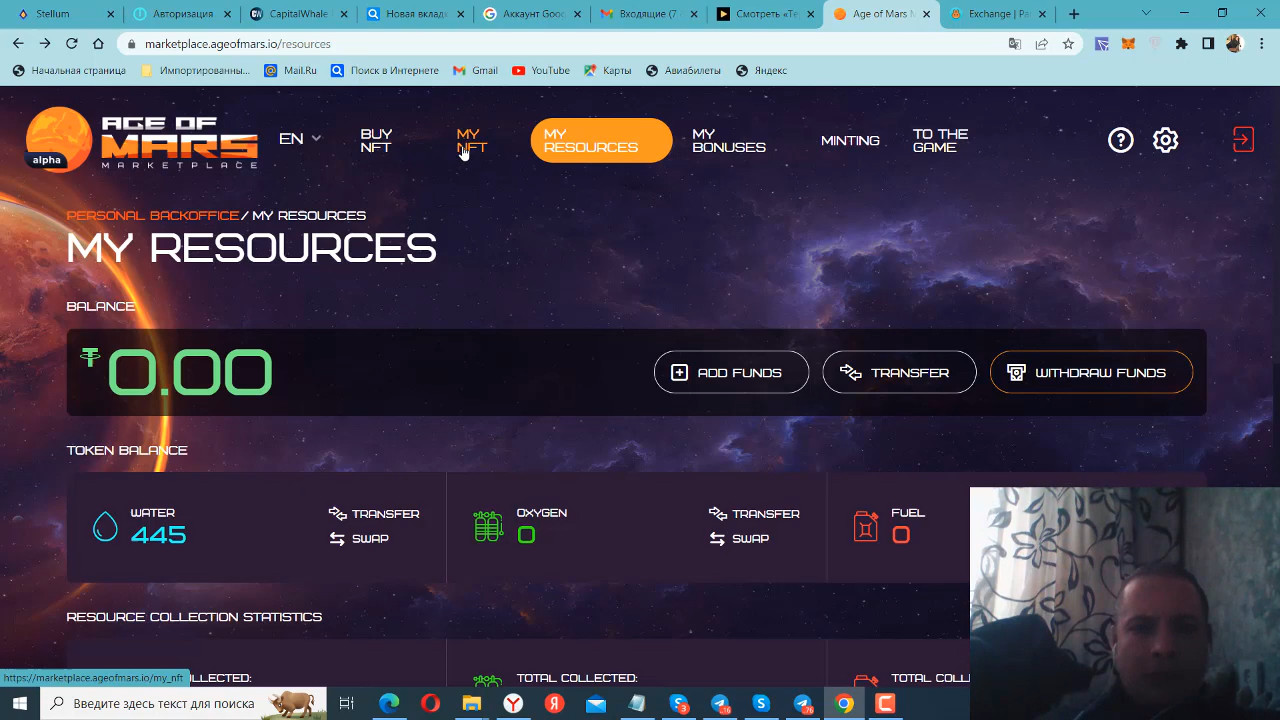 Stellum
Авторизация
CapitalWhale
Новая вклад
Аккаунт Goo
Входящие (7
Смотреть «Те
Age of Mars M
Exchange | Pa
marketplace.ageofmars.io/resources
Начальная страница
Импортированны...
Mail.Ru
Поиск в Интернете
Gmail
YouTube
Карты
Авиабилеты
Яндекс
AGE OF
MARS
MARKETPLACE
alpha
EN
BUY
NFT
MY
NFT
MY
RESOURCES
MY
BONUSES
MINTING
TO THE
GAME
PERSONAL BACKOFFICE/ MY RESOURCES
MY RESOURCES
BALANCE
0.00
ADD FUNDS
TRANSFER
WITHDRAW FUNDS
TOKEN BALANCE
WATER
445
TRANSFER
SWAP
OXYGEN
0
TRANSFER
SWAP
FUEL
0
RESOURCE COLLECTION STATISTICS
LLECTED:
TOTAL COLLECTED:
TOTAL COL
https://marketplace.ageofmars.io/my_nft
Введите здесь текст для поиска